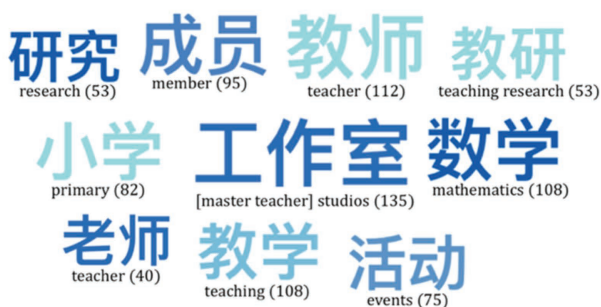 研究 成员 教师 教研
research (53) member (95) teacher (112) teaching research (53)
小学 工作室 数学
primary (82) [master teacher] studios (135) mathematics (108)
老师 教学 活动
teacher (40) teaching (108) events (75)